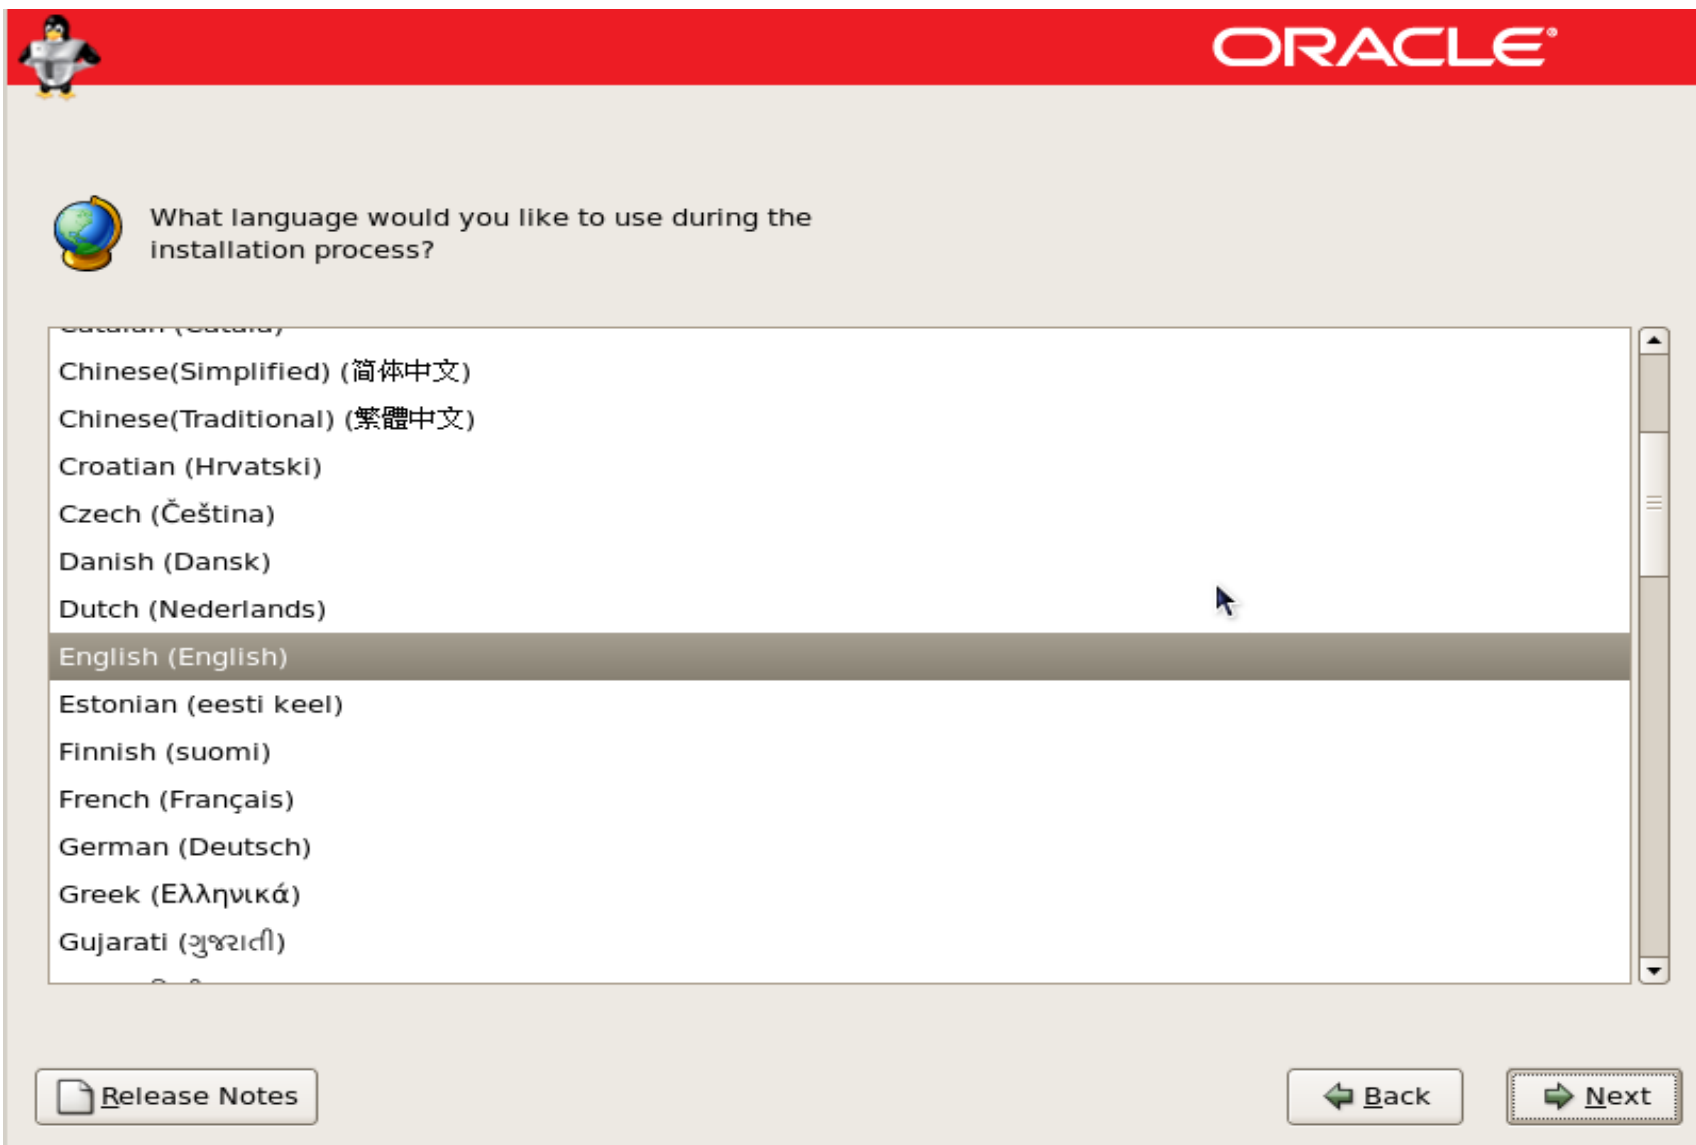 ORACLE®
What language would you like to use during the
installation process?
Catalan (Català)
Chinese(Simplified) (简体中文)
Chinese(Traditional) (繁體中文)
Croatian (Hrvatski)
Czech (Čeština)
Danish (Dansk)
Dutch (Nederlands)
English (English)
Estonian (eesti keel)
Finnish (suomi)
French (Français)
German (Deutsch)
Greek (Ελληνικά)
Gujarati (ગુજરાતી)
Release Notes
Back
Next